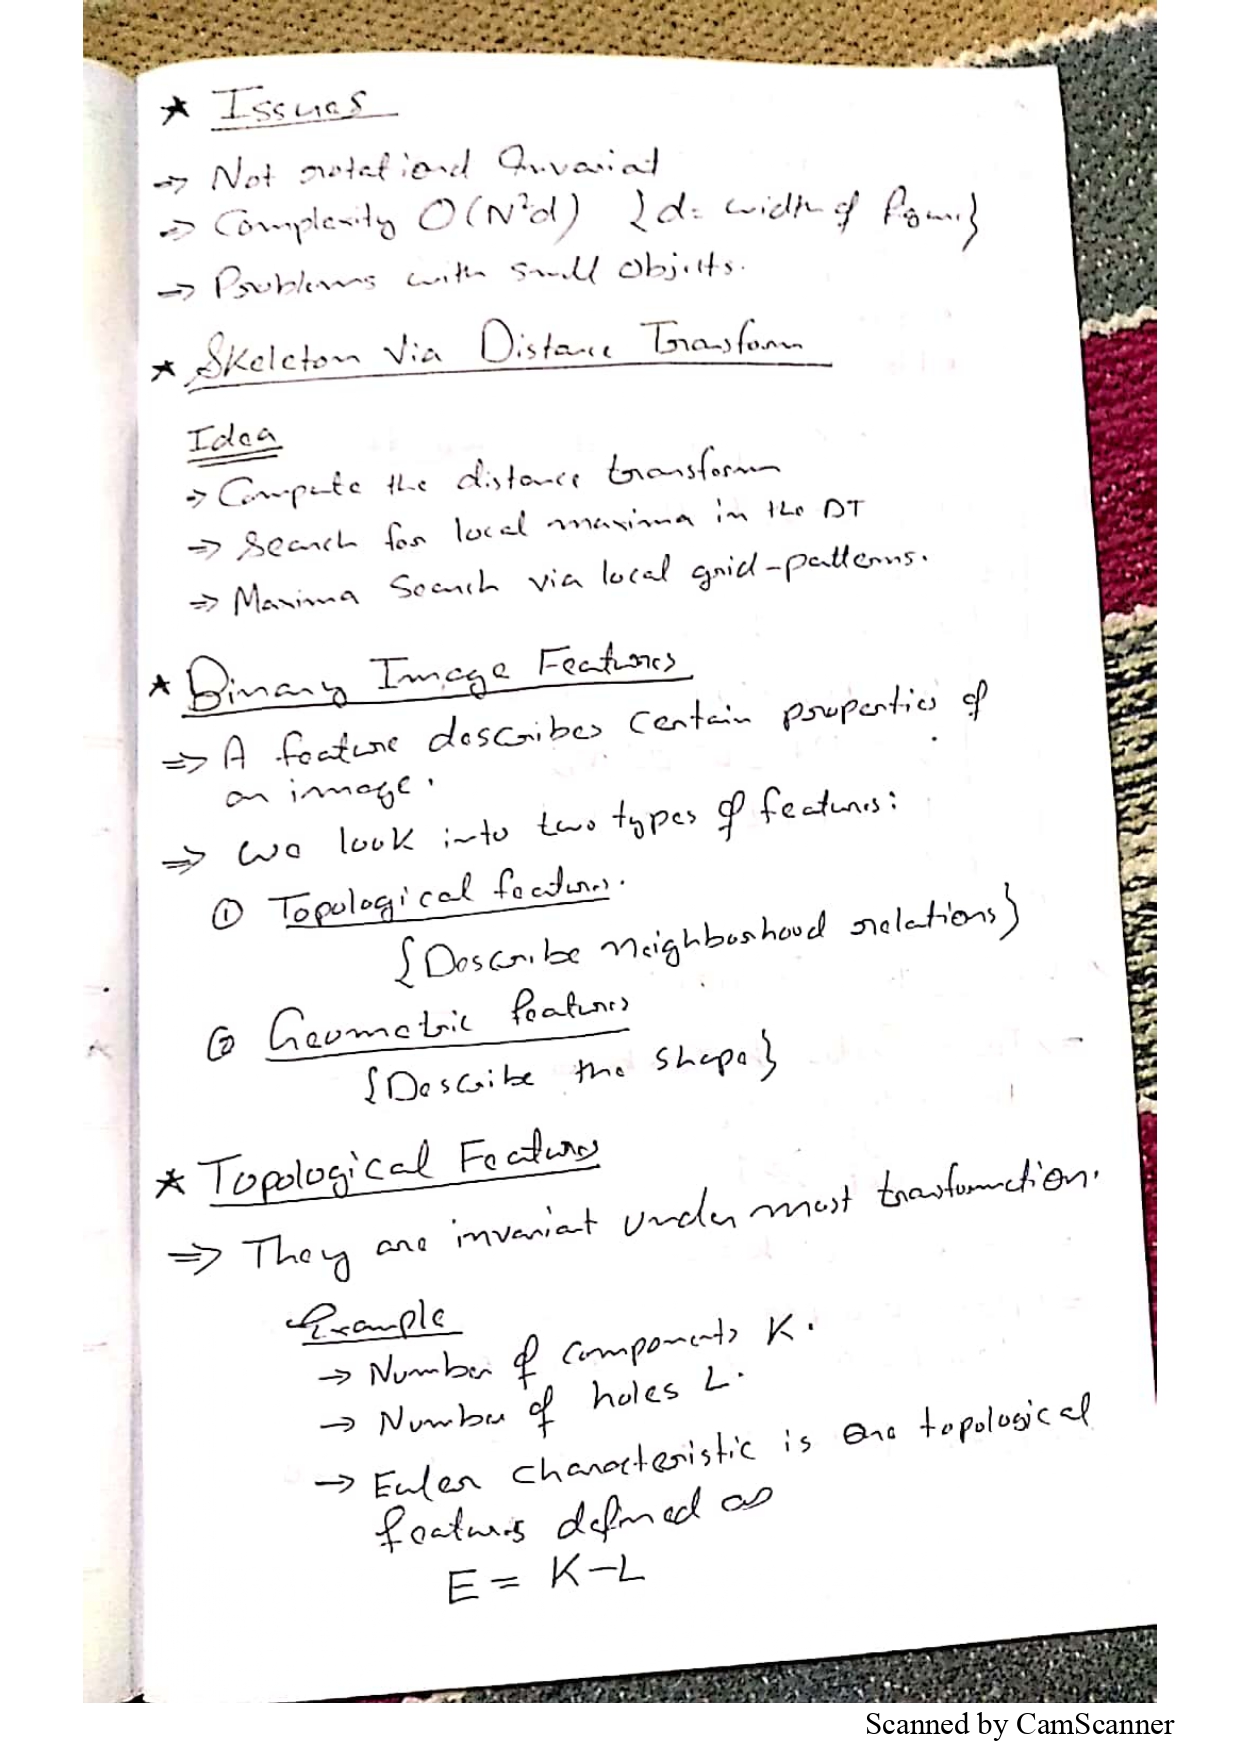 ★ Issues
⇒ Not rotational Invariat
⇒ Complexity O(N²d) {d= width of figure}
⇒ Problems with small objects.
★ Skeleton Via Distance Transform
Idea
⇒ Compute the distance transform
⇒ Search for local maxima in the DT
⇒ Maxima Search via local grid-patterns.
★ Binary Image Features
⇒ A feature describes certain properties of
an image.
⇒ We look into two types of features:
① Topological features.
{Describe neighborhood relations}
② Geometric features
{Describe the shape}
★ Topological Features
⇒ They are invariant under most transformation.
Example
→ Number of components K.
→ Number of holes L.
→ Euler characteristic is one topological
features defined as
E = K-L
Scanned by CamScanner